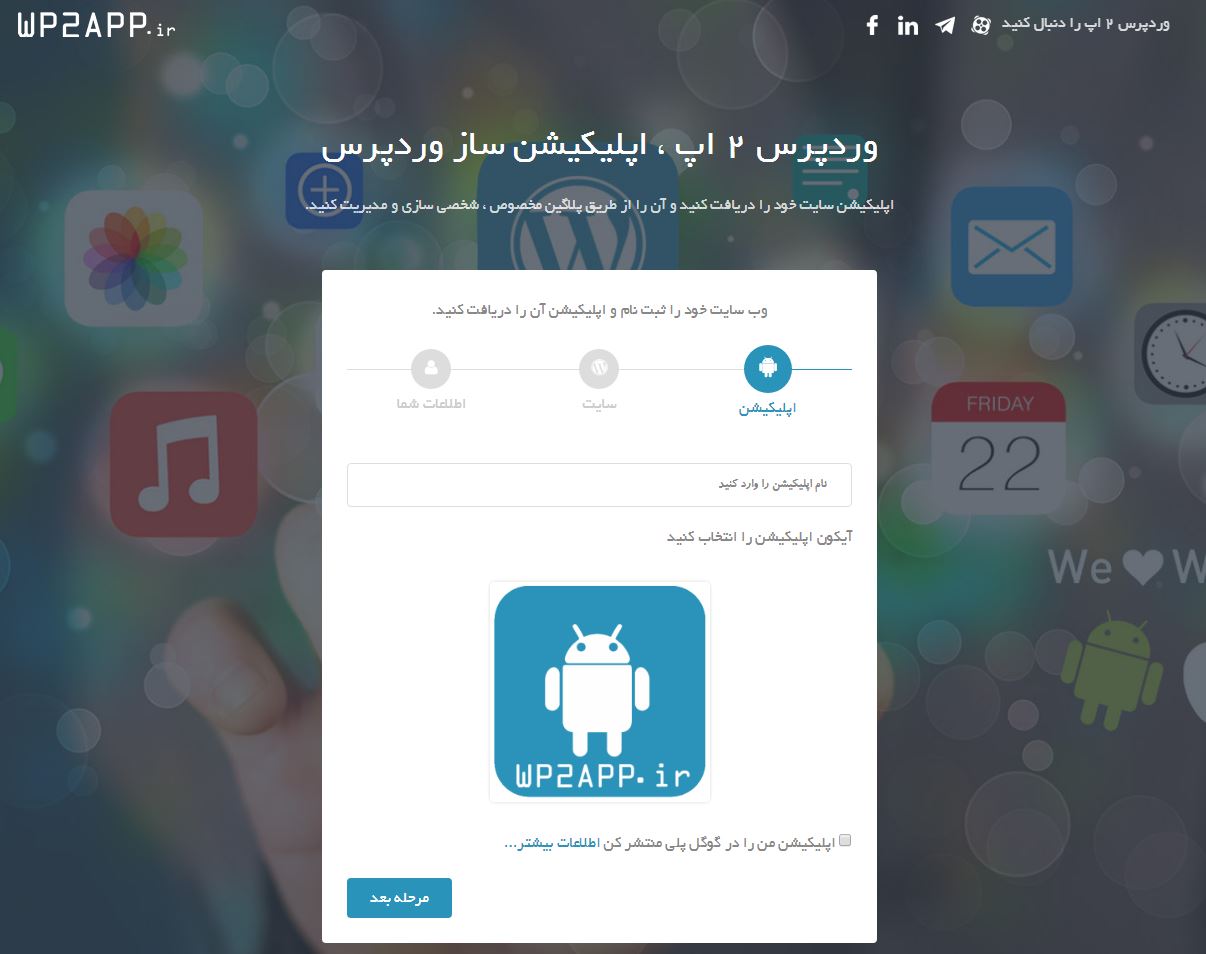 WP2APP.ir
وردپرس ۲ اپ را دنبال کنید
وردپرس ۲ اپ ، اپلیکیشن ساز وردپرس
اپلیکیشن سایت خود را دریافت کنید و آن را از طریق پلاگین مخصوص ، شخصی سازی و مدیریت کنید.
وب سایت خود را ثبت نام و اپلیکیشن آن را دریافت کنید.
اپلیکیشن
سایت
اطلاعات شما
نام اپلیکیشن را وارد کنید
آیکون اپلیکیشن را انتخاب کنید
WP2APP.ir
اپلیکیشن من را در گوگل پلی منتشر کن اطلاعات بیشتر...
مرحله بعد
FRIDAY
22
We ♥ W